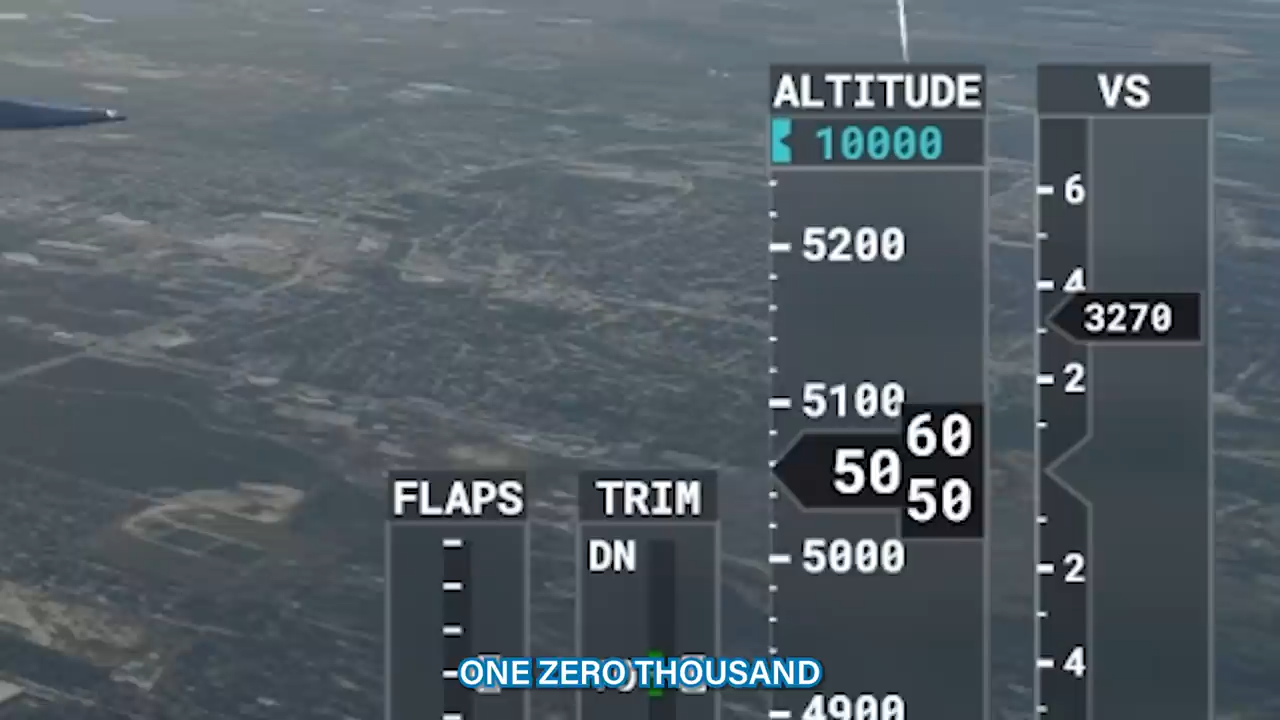 ALTITUDE
10000
5200
5100
50
60
50
5000
4900
VS
6
4
3270
2
2
4
FLAPS
TRIM
DN
ONE ZERO THOUSAND